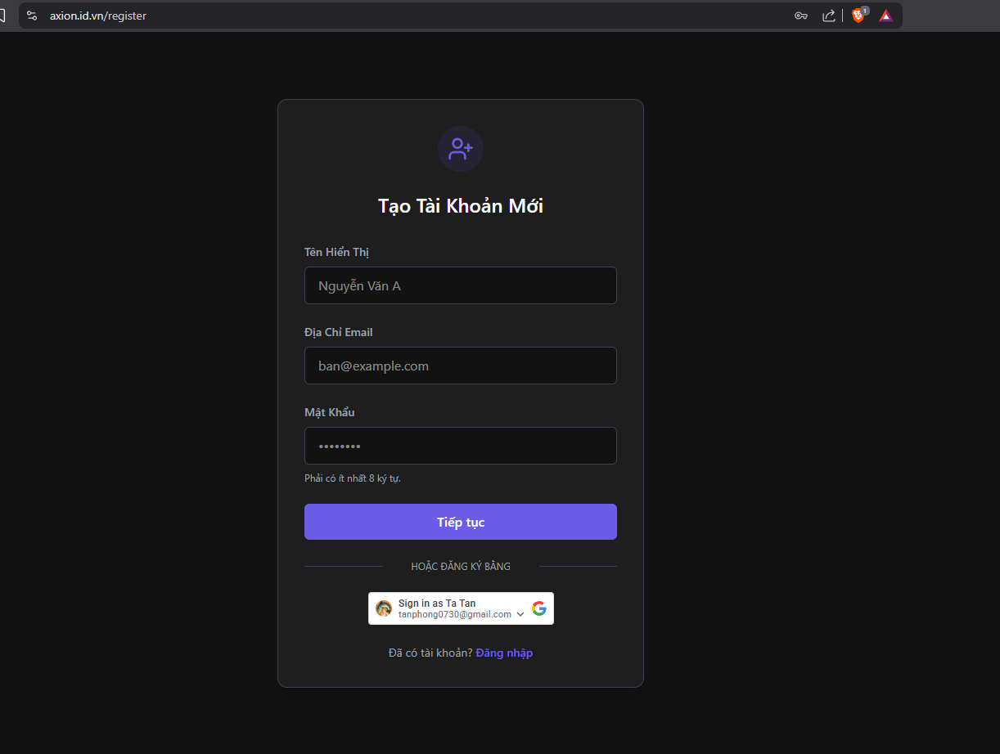 axion.id.vn/register
1
Tạo Tài Khoản Mới
Tên Hiển Thị
Nguyễn Văn A
Địa Chỉ Email
ban@example.com
Mật Khẩu
••••••••
Phải có ít nhất 8 ký tự.
Tiếp tục
HOẶC ĐĂNG KÝ BẰNG
Sign in as Ta Tan
tanphong0730@gmail.com
Đã có tài khoản? Đăng nhập